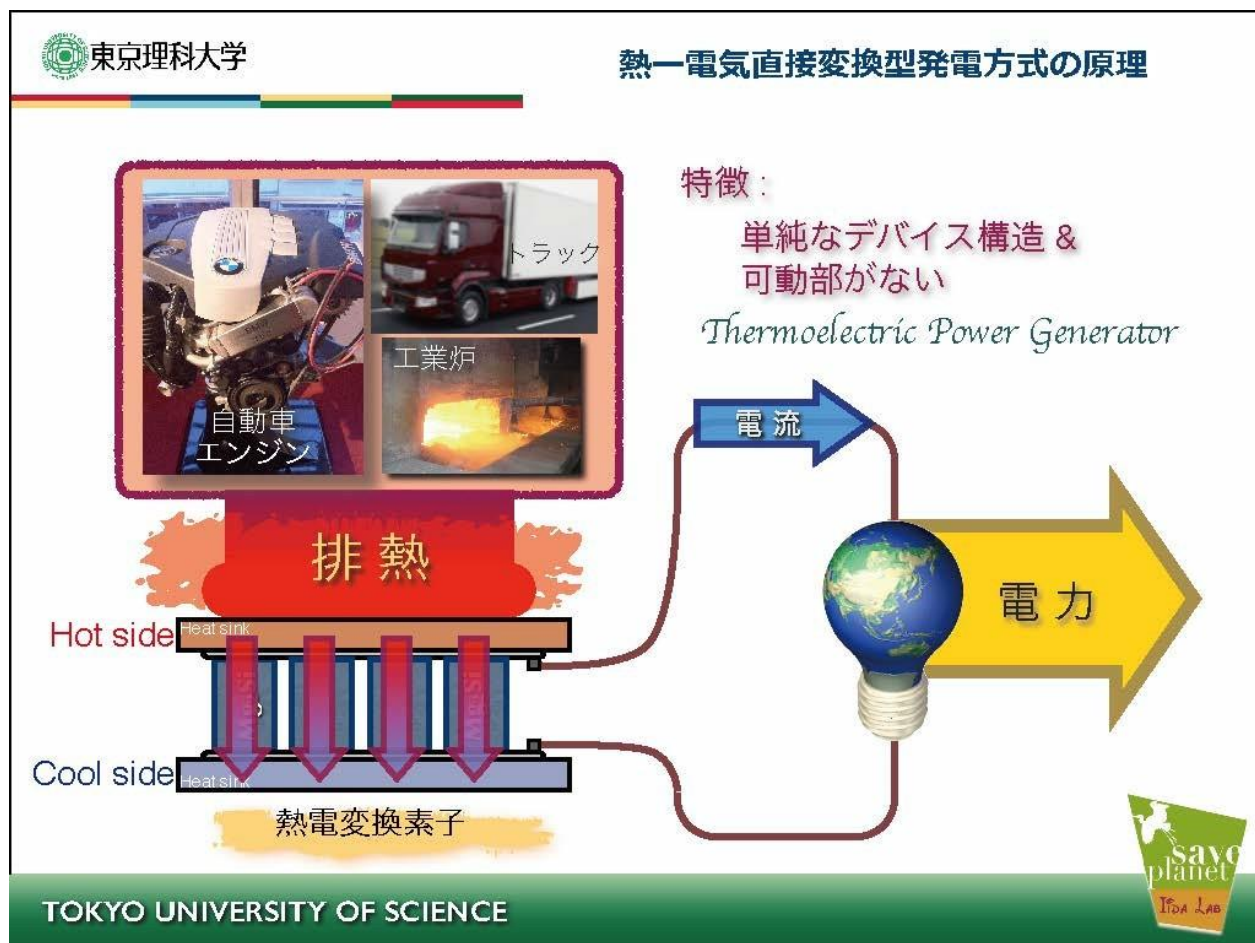 東京理科大学
熱ー電気直接変換型発電方式の原理
特徴：
単純なデバイス構造 &
可動部がない
Thermoelectric Power Generator
トラック
工業炉
自動車
エンジン
電流
排熱
電力
Hot side
Heat sink
Cool side
Heat sink
熱電変換素子
save
planet
IIDA LAB
TOKYO UNIVERSITY OF SCIENCE